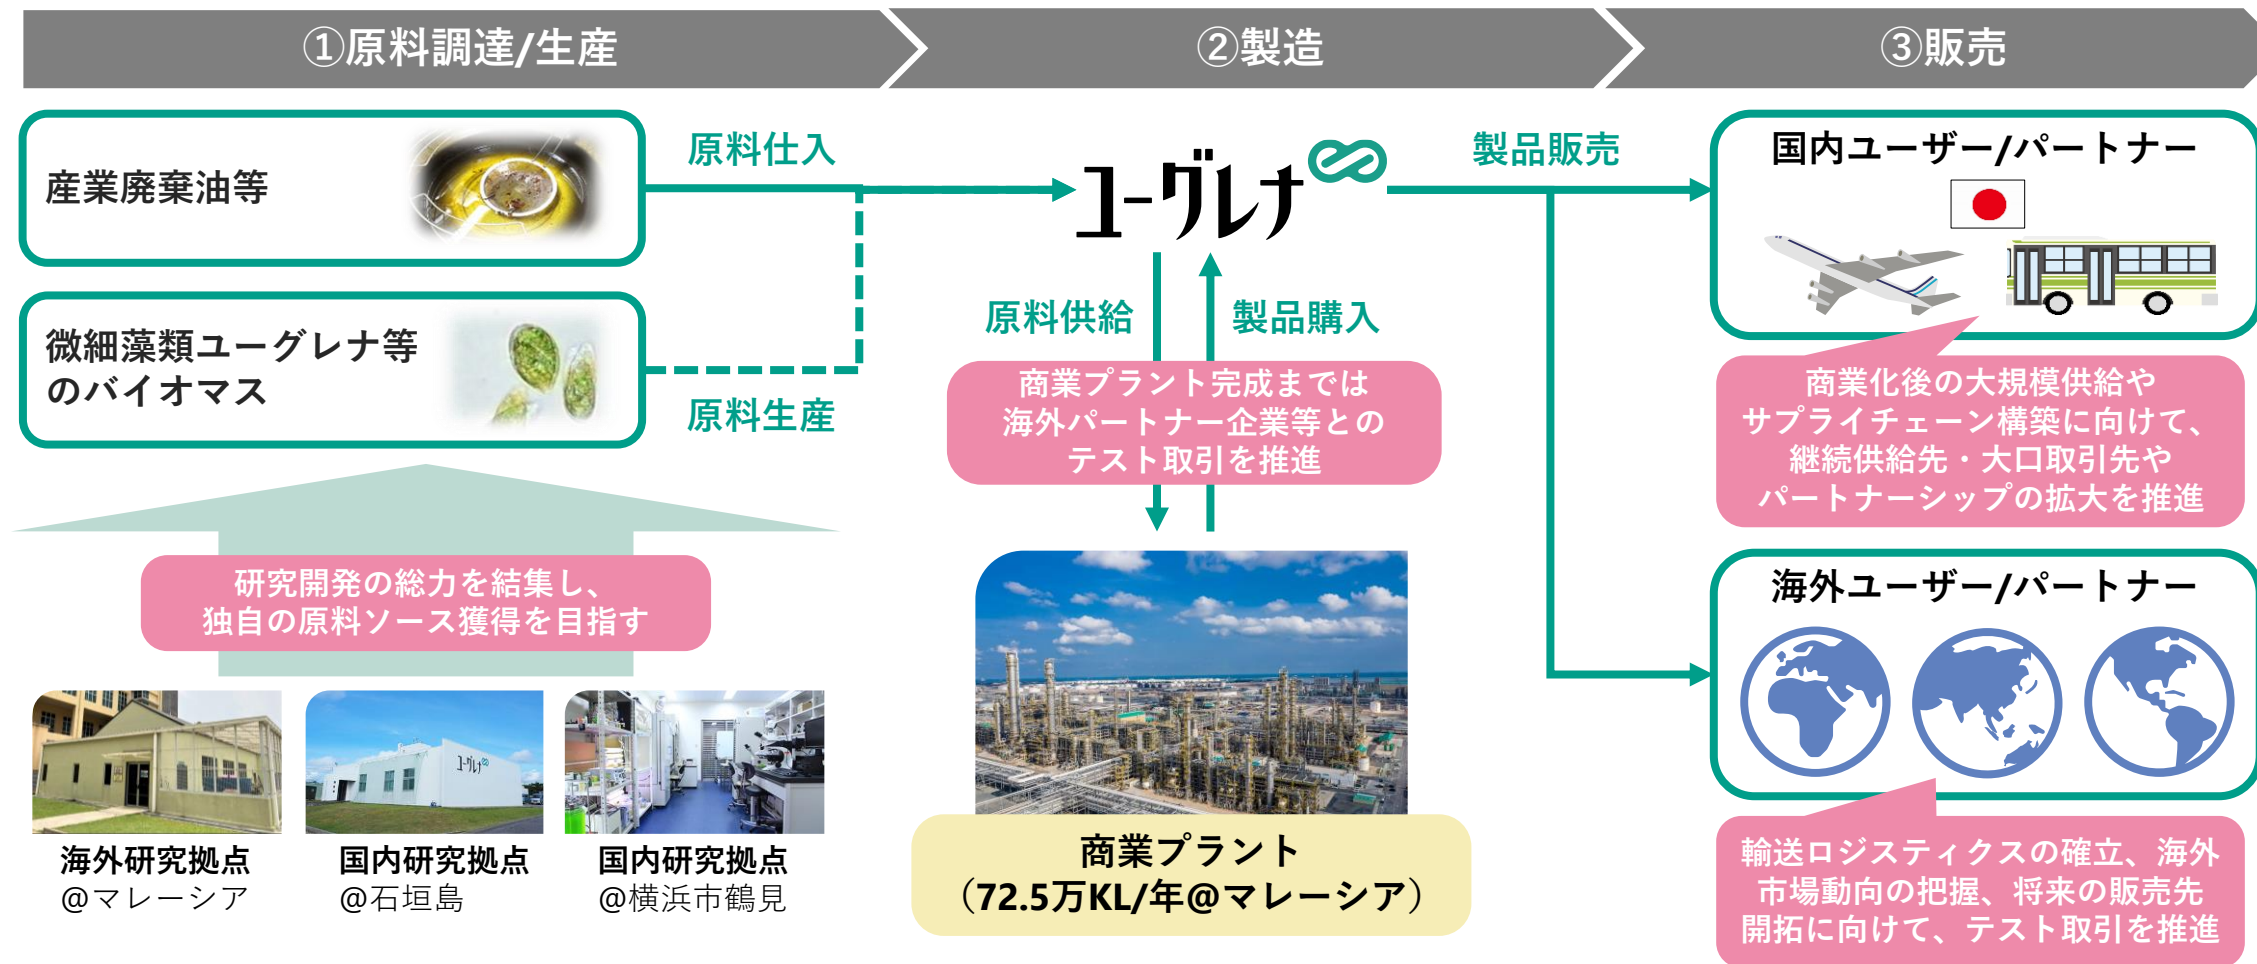 ①原料調達/生産
②製造
③販売
産業廃棄油等
原料仕入
微細藻類ユーグレナ等
のバイオマス
原料生産
研究開発の総力を結集し、
独自の原料ソース獲得を目指す
ユーグレナ
海外研究拠点
@マレーシア
国内研究拠点
@石垣島
国内研究拠点
@横浜市鶴見
ユーグレナ
原料供給
製品購入
商業プラント完成までは
海外パートナー企業等との
テスト取引を推進
商業プラント
（72.5万KL/年@マレーシア）
製品販売
国内ユーザー/パートナー
商業化後の大規模供給や
サプライチェーン構築に向けて、
継続供給先・大口取引先や
パートナーシップの拡大を推進
海外ユーザー/パートナー
輸送ロジスティクスの確立、海外
市場動向の把握、将来の販売先
開拓に向けて、テスト取引を推進